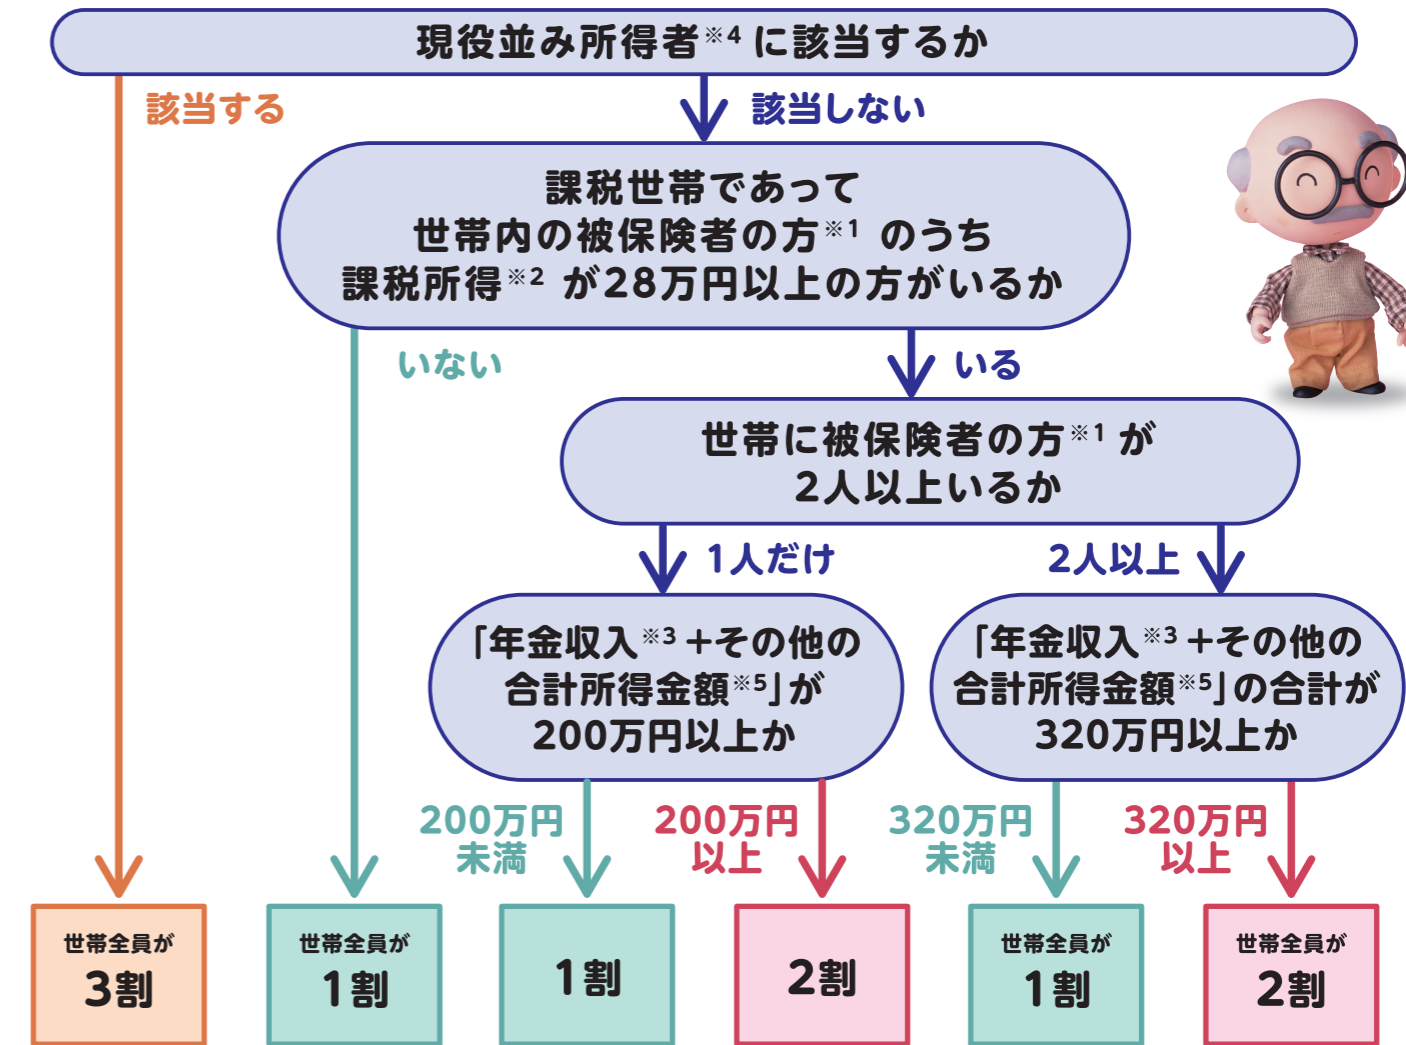 現役並み所得者※4 に該当するか
該当する
該当しない
課税世帯であって
世帯内の被保険者の方※1 のうち
課税所得※2 が28万円以上の方がいるか
いない
いる
世帯に被保険者の方※1 が
2人以上いるか
1人だけ
2人以上
「年金収入※3 +その他の
合計所得金額※5」が
200万円以上か
「年金収入※3 +その他の
合計所得金額※5」の合計が
320万円以上か
200万円
未満
200万円
以上
320万円
未満
320万円
以上
世帯全員が
3割
世帯全員が
1割
1割
2割
世帯全員が
1割
世帯全員が
2割